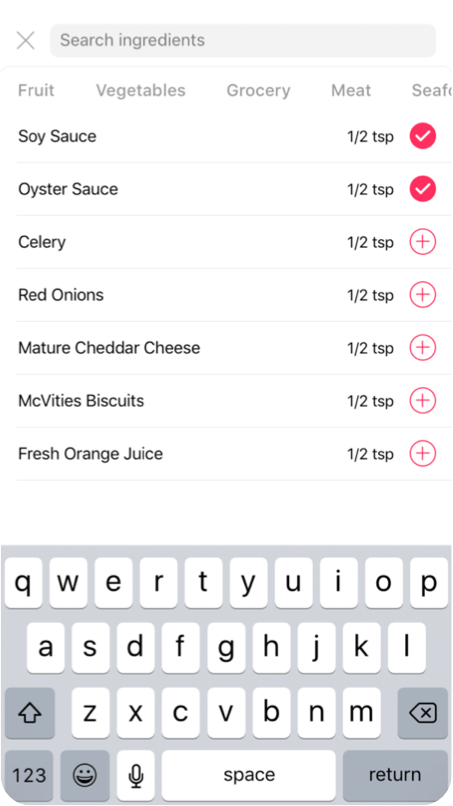 Search ingredients
Fruit Vegetables Grocery Meat Seafo
Soy Sauce 1/2 tsp
Oyster Sauce 1/2 tsp
Celery 1/2 tsp
Red Onions 1/2 tsp
Mature Cheddar Cheese 1/2 tsp
McVities Biscuits 1/2 tsp
Fresh Orange Juice 1/2 tsp
q w e r t y u i o p
a s d f g h j k l
z x c v b n m
123 space return